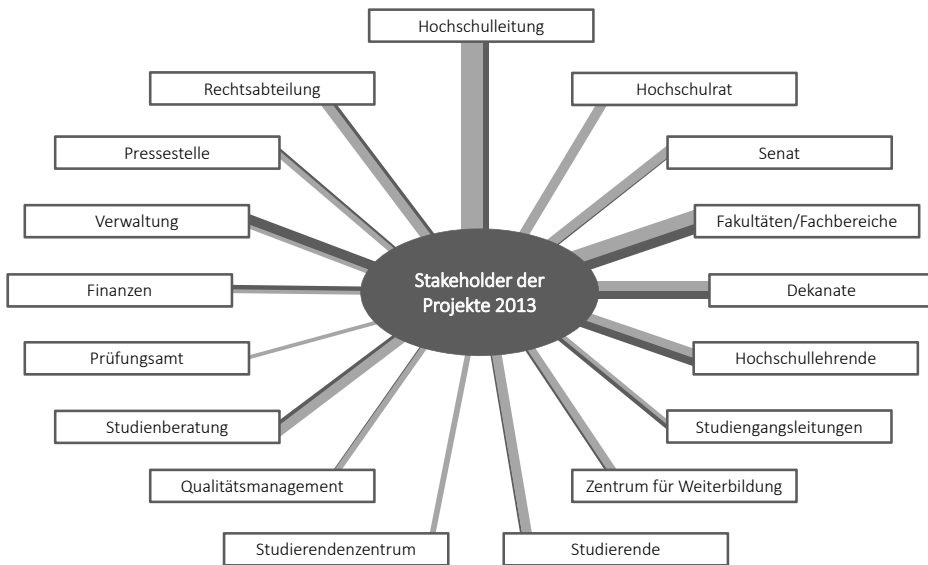 Hochschulleitung
Rechtsabteilung
Hochschulrat
Pressestelle
Senat
Verwaltung
Fakultäten/Fachbereiche
Stakeholder der
Projekte 2013
Finanzen
Dekanate
Prüfungsamt
Hochschullehrende
Studienberatung
Studiengangsleitungen
Qualitätsmanagement
Zentrum für Weiterbildung
Studierendenzentrum
Studierende